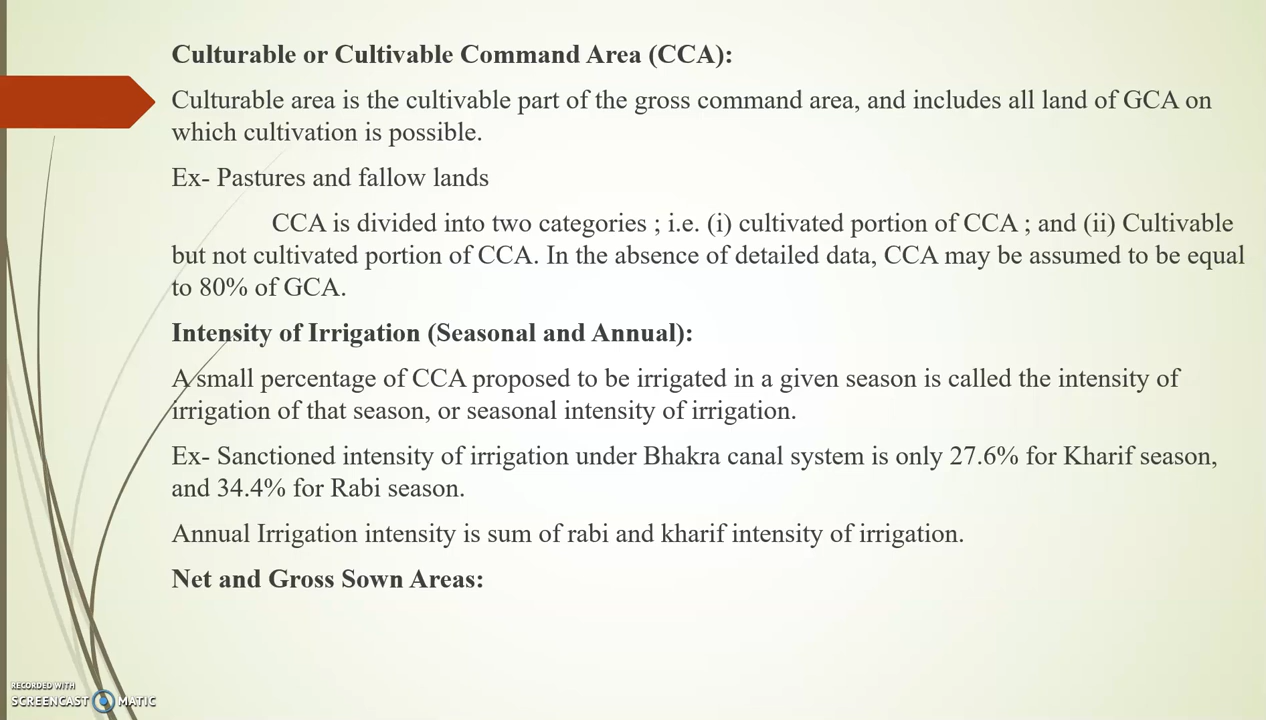 Culturable or Cultivable Command Area (CCA):
Culturable area is the cultivable part of the gross command area, and includes all land of GCA on
which cultivation is possible.
Ex- Pastures and fallow lands
CCA is divided into two categories ; i.e. (i) cultivated portion of CCA ; and (ii) Cultivable
but not cultivated portion of CCA. In the absence of detailed data, CCA may be assumed to be equal
to 80% of GCA.
Intensity of Irrigation (Seasonal and Annual):
A small percentage of CCA proposed to be irrigated in a given season is called the intensity of
irrigation of that season, or seasonal intensity of irrigation.
Ex- Sanctioned intensity of irrigation under Bhakra canal system is only 27.6% for Kharif season,
and 34.4% for Rabi season.
Annual Irrigation intensity is sum of rabi and kharif intensity of irrigation.
Net and Gross Sown Areas:
RECORDED WITH
SCREENCAST MATIC